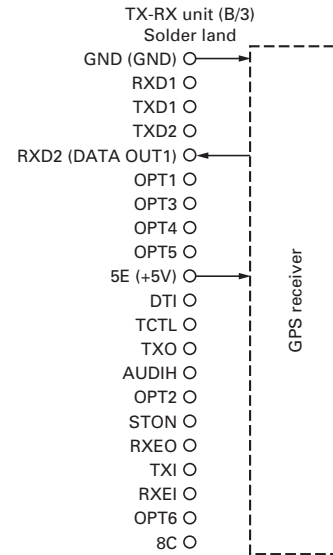 TX-RX unit (B/3)
Solder land
GND (GND)
RXD1
TXD1
TXD2
RXD2 (DATA OUT1)
OPT1
OPT3
OPT4
OPT5
5E (+5V)
DTI
TCTL
TXO
AUDIH
OPT2
STON
RXEO
TXI
RXEI
OPT6
8C
GPS receiver